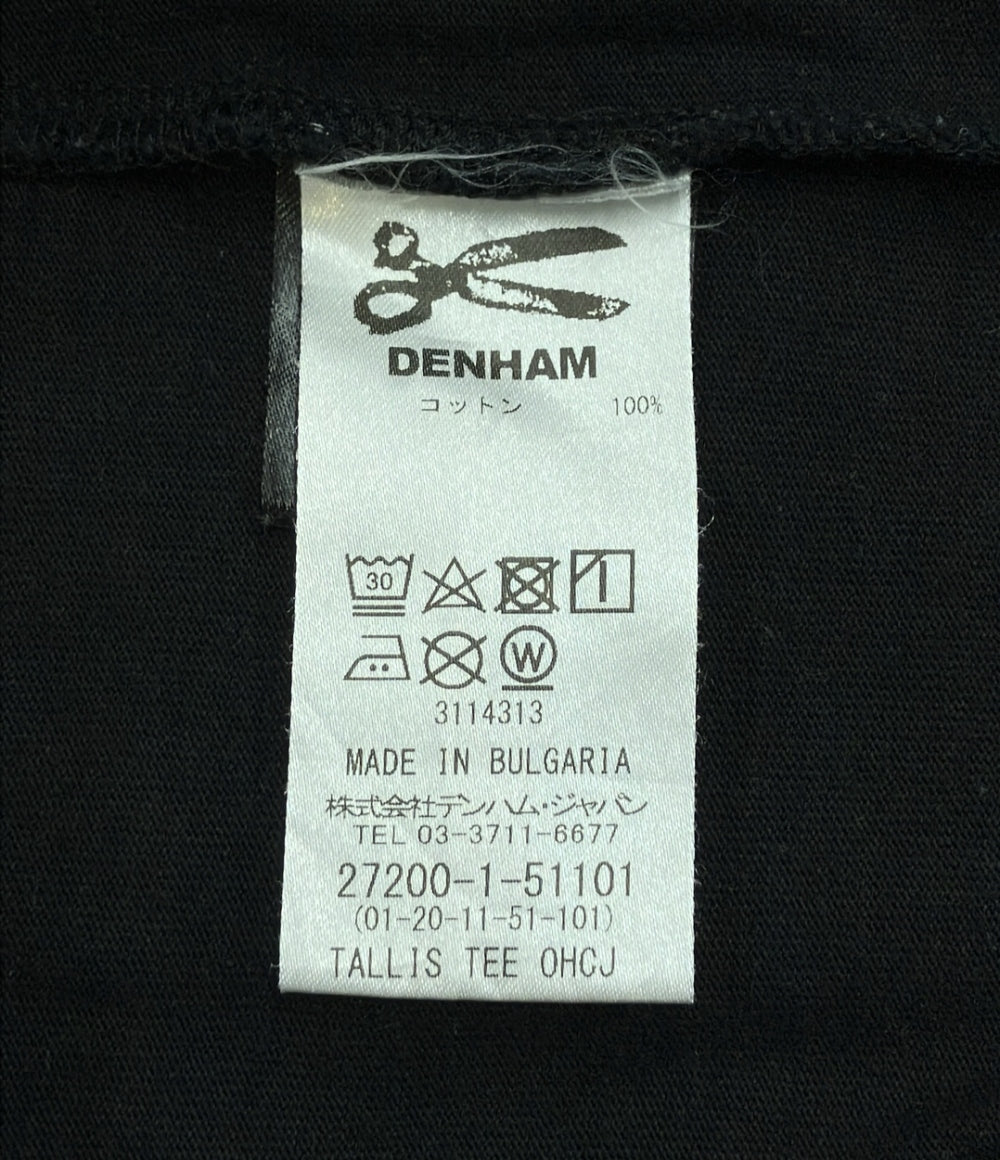 DENHAM
コットン 100%
30
W
3114313
MADE IN BULGARIA
株式会社デンハム・ジャパン
TEL 03-3711-6677
27200-1-51101
(01-20-11-51-101)
TALLIS TEE OHCJ